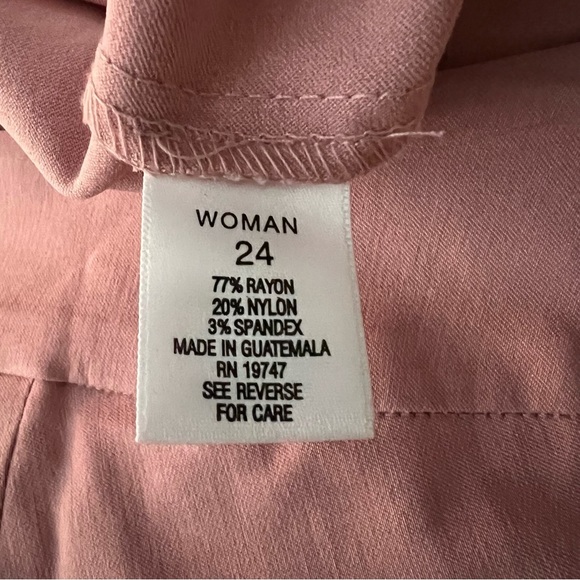 WOMAN
24
77% RAYON
20% NYLON
3% SPANDEX
MADE IN GUATEMALA
RN 19747
SEE REVERSE
FOR CARE